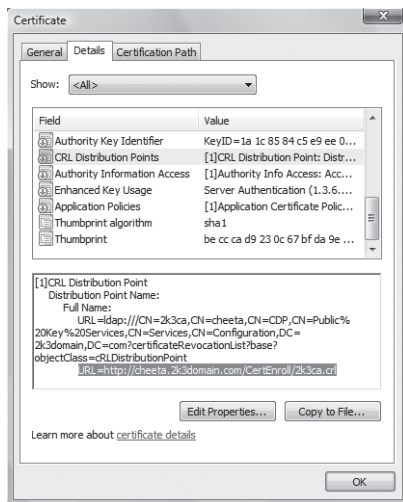 Certificate
General Details Certification Path
Show: <All>
Field Value
Authority Key Identifier KeyID=1a 1c 85 84 c5 e9 ee 0...
CRL Distribution Points [1]CRL Distribution Point: Distr...
Authority Information Access [1]Authority Info Access: Acc...
Enhanced Key Usage Server Authentication (1.3.6....
Application Policies [1]Application Certificate Polic...
Thumbprint algorithm sha1
Thumbprint be cc ca d9 23 0c 67 bf da 9e ...
[1]CRL Distribution Point
Distribution Point Name:
Full Name:
URL=ldap:///CN=2k3ca,CN=cheeta,CN=CDP,CN=Public%
20Key%20Services,CN=Services,CN=Configuration,DC=
2k3domain,DC=com?certificateRevocationList?base?
objectClass=cRLDistributionPoint
URL=http://cheeta.2k3domain.com/CertEnroll/2k3ca.crl
Edit Properties... Copy to File...
Learn more about certificate details
OK